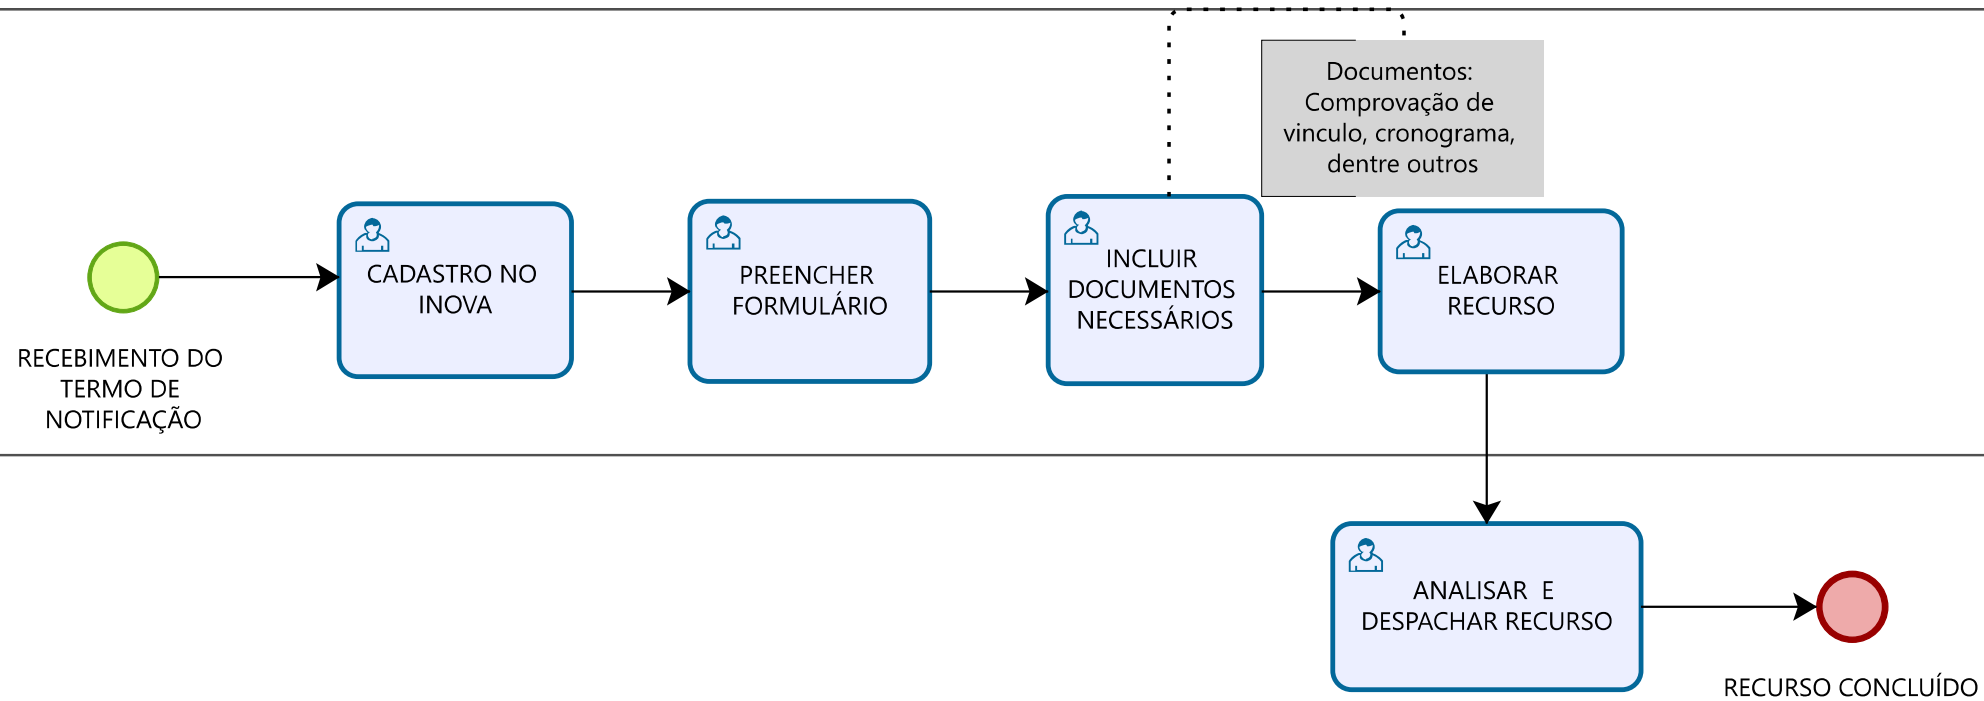 Documentos:
Comprovação de
vinculo, cronograma,
dentre outros
RECEBIMENTO DO
TERMO DE
NOTIFICAÇÃO
CADASTRO NO
INOVA
PREENCHER
FORMULÁRIO
INCLUIR
DOCUMENTOS
NECESSÁRIOS
ELABORAR
RECURSO
ANALISAR E
DESPACHAR RECURSO
RECURSO CONCLUÍDO